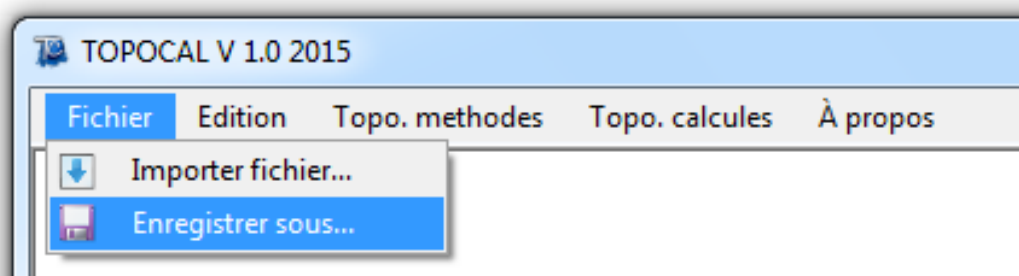 TOPOCAL V 1.0 2015
Fichier Edition Topo. methodes Topo. calcules À propos
Importer fichier...
Enregistrer sous...